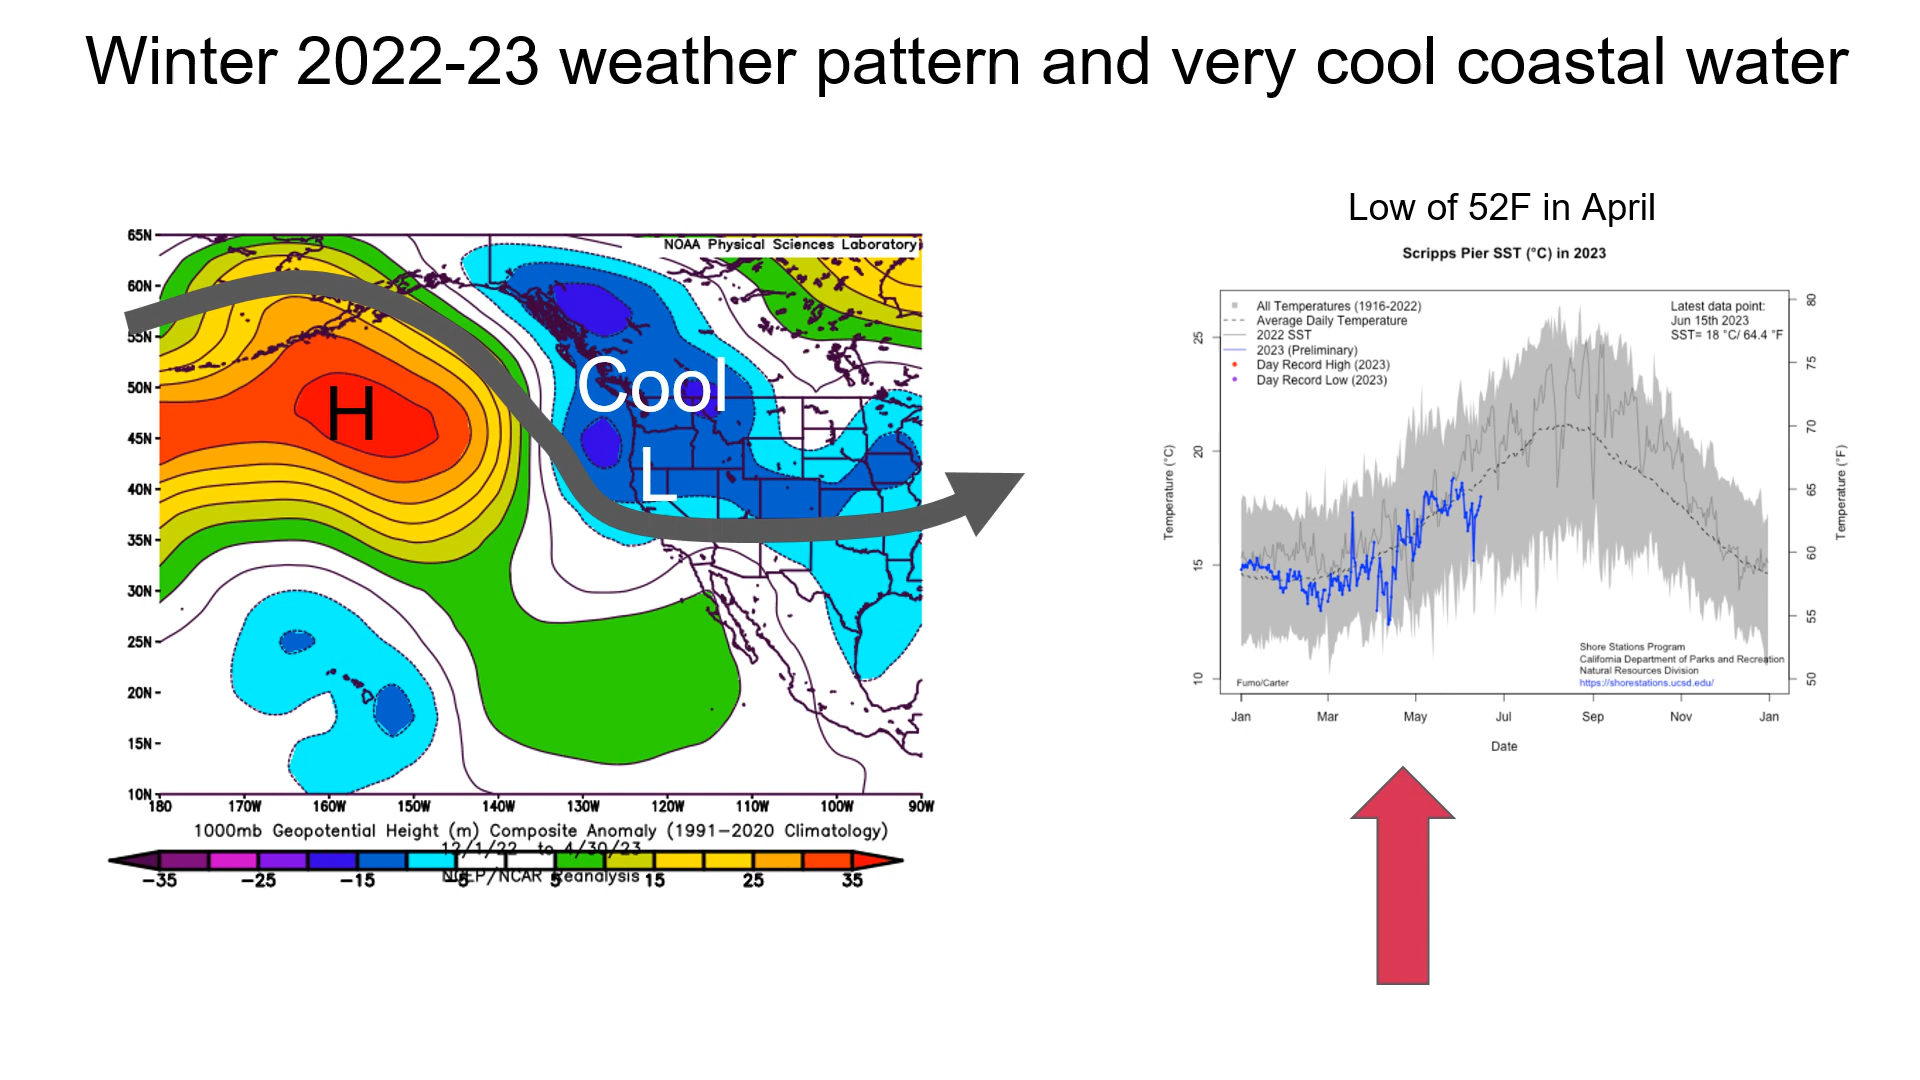 Winter 2022-23 weather pattern and very cool coastal water
Low of 52F in April
NOAA Physical Sciences Laboratory
65N
60N
55N
50N
45N
40N
35N
30N
25N
20N
15N
10N
H
Cool
L
180 170W 160W 150W 140W 130W 120W 110W 100W 90W
1000mb Geopotential Height (m) Composite Anomaly (1991-2020 Climatology)
12/1/22 to 4/30/23
NCEP/NCAR Reanalysis
-35 -25 -15 -5 5 15 25 35
Scripps Pier SST (°C) in 2023
All Temperatures (1916-2022)
Average Daily Temperature
2022 SST
2023 (Preliminary)
Day Record High (2023)
Day Record Low (2023)
Latest data point:
Jun 15th 2023
SST= 18 °C/ 64.4 °F
Temperature (°C)
25
20
15
10
80
75
70
65
60
55
50
Temperature (°F)
Shore Stations Program
California Department of Parks and Recreation
Natural Resources Division
https://shorestations.ucsd.edu/
Fumo/Carter
Jan Mar May Jul Sep Nov Jan
Date